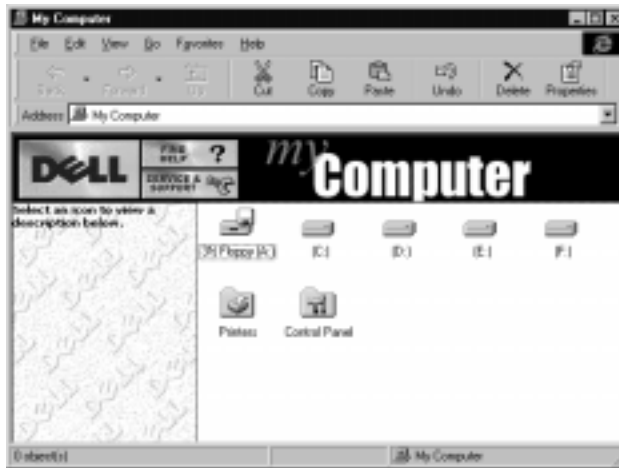 My Computer
File Edit View Go Favorites Help
Back Forward Up Cut Copy Paste Undo Delete Properties
Address My Computer
DELL
FIND HELP ?
SERVICE & SUPPORT
my Computer
Select an icon to view a
description below.
3½ Floppy (A:) (C:) (D:) (E:) (F:)
Printers Control Panel
DELL
0 object(s) My Computer